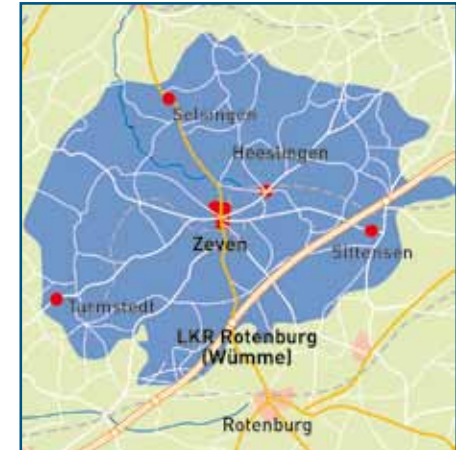 Selsingen
Heeslingen
Zeven
Sittensen
Tarmstedt
LKR Rotenburg
(Wümme)
Rotenburg